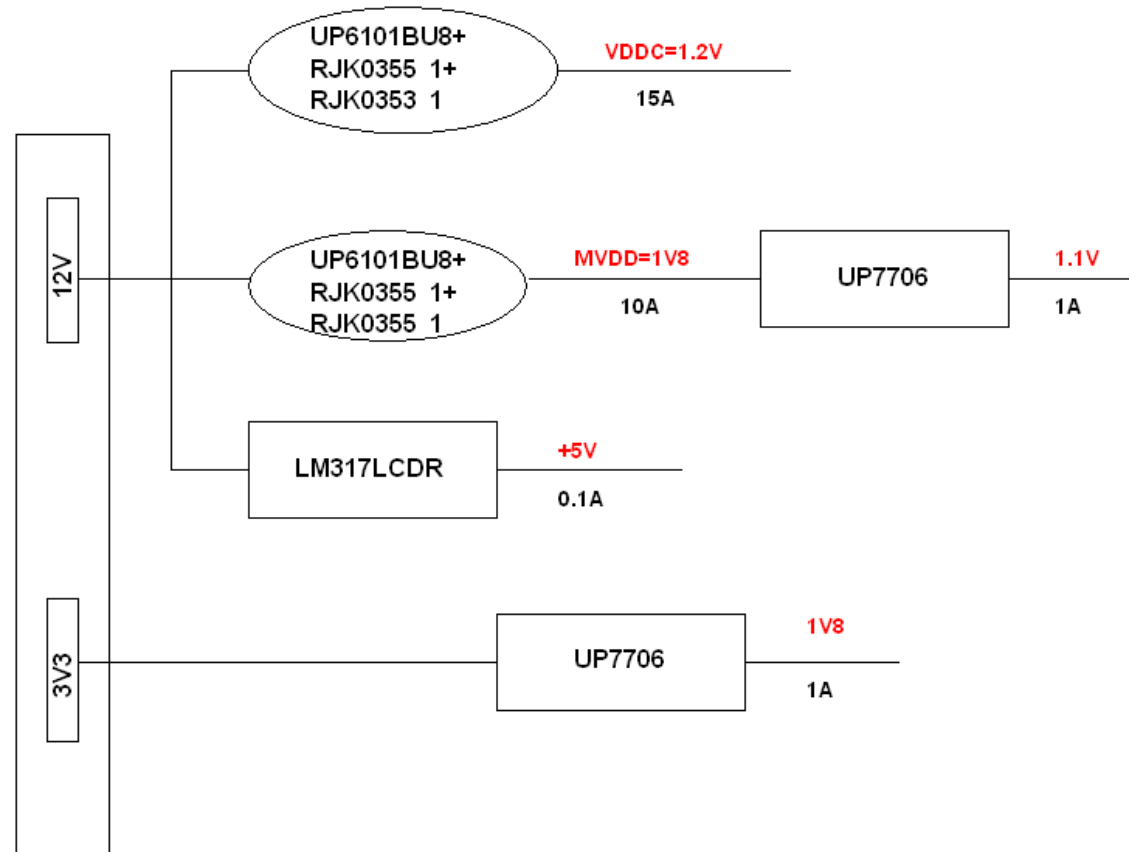 UP6101BU8+
RJK0355 1+
RJK0353 1
VDDC=1.2V
15A
12V
UP6101BU8+
RJK0355 1+
RJK0355 1
MVDD=1V8
10A
UP7706
1.1V
1A
LM317LCDR
+5V
0.1A
3V3
UP7706
1V8
1A